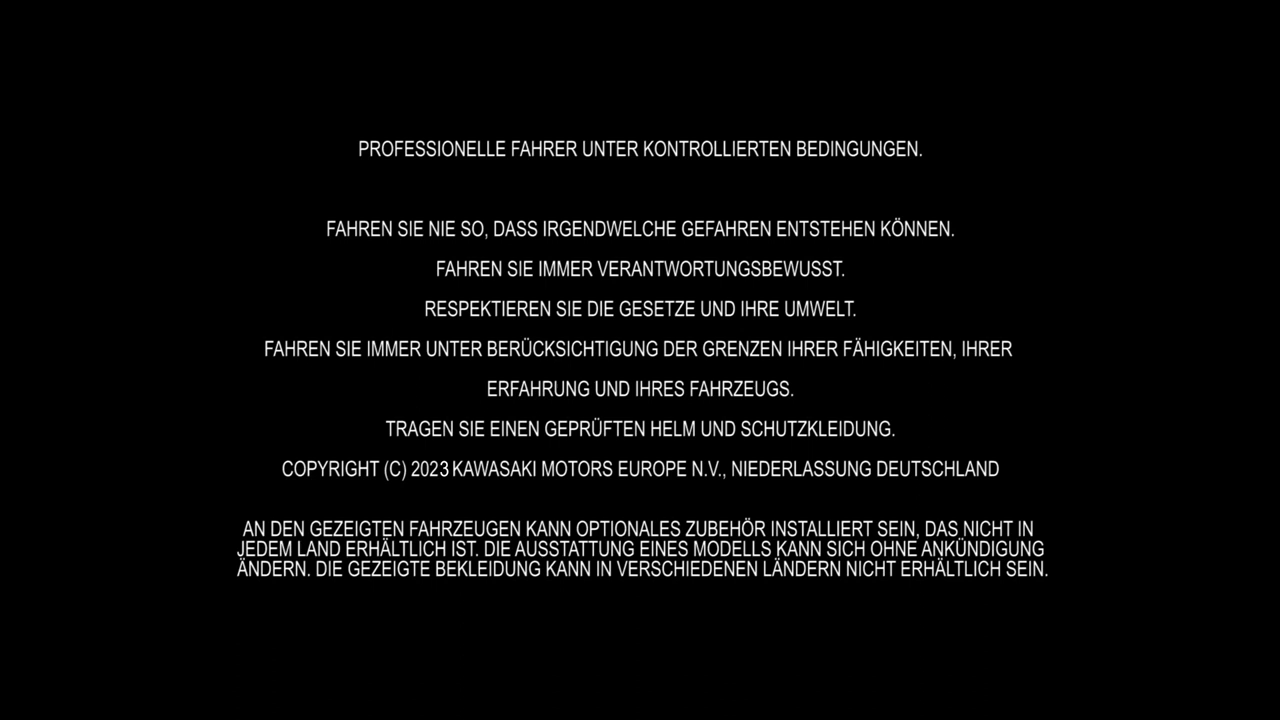 PROFESSIONELLE FAHRER UNTER KONTROLLIERTEN BEDINGUNGEN.
FAHREN SIE NIE SO, DASS IRGENDWELCHE GEFAHREN ENTSTEHEN KÖNNEN.
FAHREN SIE IMMER VERANTWORTUNGSBEWUSST.
RESPEKTIEREN SIE DIE GESETZE UND IHRE UMWELT.
FAHREN SIE IMMER UNTER BERÜCKSICHTIGUNG DER GRENZEN IHRER FÄHIGKEITEN, IHRER
ERFAHRUNG UND IHRES FAHRZEUGS.
TRAGEN SIE EINEN GEPRÜFTEN HELM UND SCHUTZKLEIDUNG.
COPYRIGHT (C) 2023 KAWASAKI MOTORS EUROPE N.V., NIEDERLASSUNG DEUTSCHLAND
AN DEN GEZEIGTEN FAHRZEUGEN KANN OPTIONALES ZUBEHÖR INSTALLIERT SEIN, DAS NICHT IN
JEDEM LAND ERHÄLTLICH IST. DIE AUSSTATTUNG EINES MODELLS KANN SICH OHNE ANKÜNDIGUNG
ÄNDERN. DIE GEZEIGTE BEKLEIDUNG KANN IN VERSCHIEDENEN LÄNDERN NICHT ERHÄLTLICH SEIN.